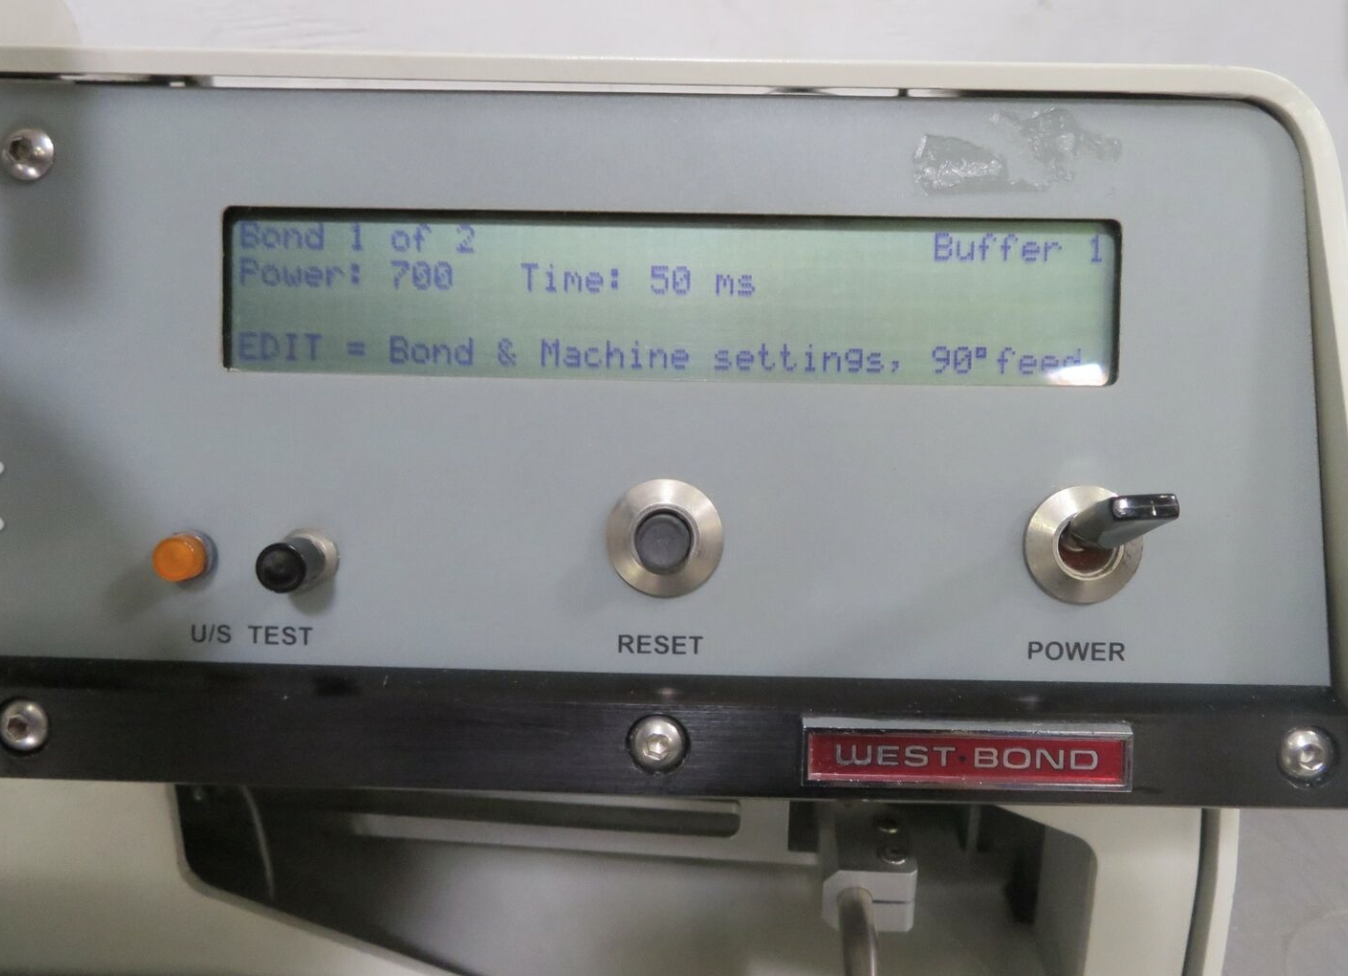 Bond 1 of 2 Buffer 1
Power: 700 Time: 50 ms
EDIT = Bond & Machine settings, 90° feed
U/S TEST
RESET
POWER
WEST·BOND